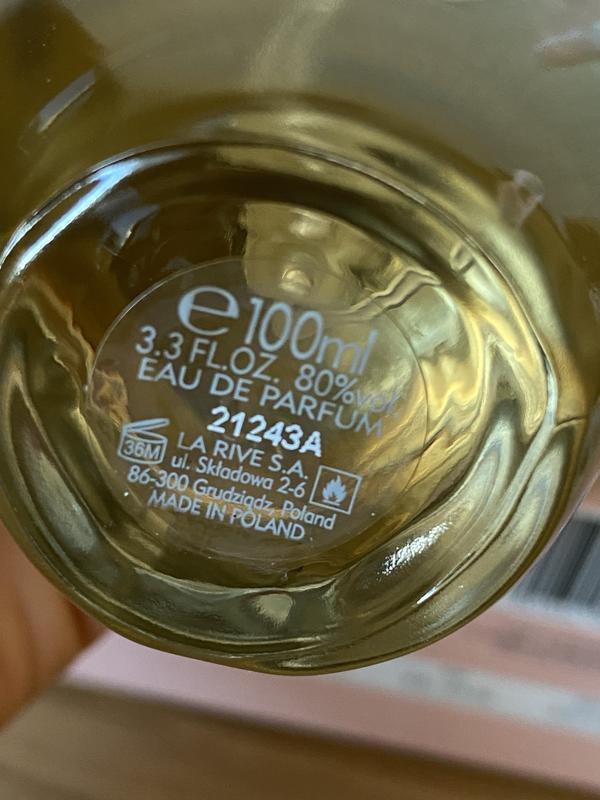 ℮ 100ml
3.3 FL.OZ. 80%vol.
EAU DE PARFUM
21243A
36M
LA RIVE S.A.
ul. Składowa 2-6
86-300 Grudziądz, Poland
MADE IN POLAND